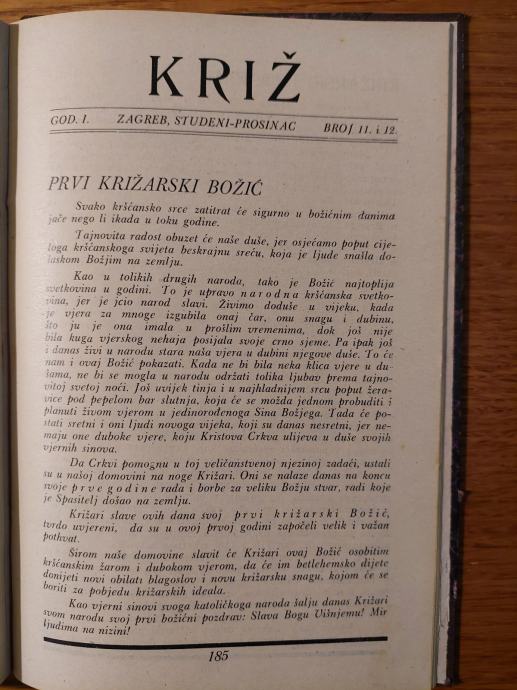 KRIŽ
GOD. I. ZAGREB, STUDENI-PROSINAC BROJ 11. i 12.
PRVI KRIŽARSKI BOŽIĆ
Svako kršćansko srce zatitrat će sigurno u božićnim danima
jače nego li ikada u toku godine.
Tajnovita radost obuzet će naše duše, jer osjećamo poput cije-
loga kršćanskoga svijeta beskrajnu sreću, koja je ljude snašla do-
laskom Božjim na zemlju.
Kao u tolikih drugih naroda, tako je Božić najtoplija
svetkovina u godini. To je upravo narodna kršćanska svetko-
vina, jer je jcio narod slavi. Živimo doduše u vijeku, kada
je vjera za mnoge izgubila onaj čar, onu snagu i dubinu,
što ju je ona imala u prošlim vremenima, dok još nije
bila kuga vjerskog nehaja posijala svoje crno sjeme. Pa ipak još
i danas živi u narodu stara naša vjera u dubini njegove duše. To će
nam i ovaj Božić pokazati. Kada ne bi bila neka klica vjere u du-
šama, ne bi se mogla u narodu održati tolika ljubav prema tajno-
vitoj svetoj noći. Još uvijek tinja i u najhladnijem srcu poput žera-
vice pod pepelom bar slutnja, koja će se možda jednom probuditi i
planuti živom vjerom u jedinorođenoga Sina Božjega. Tada će po-
stati sretni i oni ljudi novoga vijeka, koji su danas nesretni, jer ne-
maju one duboke vjere, koju Kristova Crkva ulijeva u duše svojih
vjernih sinova.
Da Crkvi pomognu u toj veličanstvenoj njezinoj zadaći, ustali
su u našoj domovini na noge Križari. Oni se nalaze danas na koncu
svoje prve godine rada i borbe za veliku Božju stvar, radi koje
je Spasitelj došao na zemlju.
Križari slave ovih dana svoj prvi križarski Božić,
tvrdo uvjereni, da su u ovoj prvoj godini započeli velik i važan
pothvat.
Širom naše domovine slavit će Križari ovaj Božić osobitim
kršćanskim žarom i dubokom vjerom, da će im betlehemsko dijete
donijeti novi obilati blagoslov i novu križarsku snagu, kojom će se
boriti za pobjedu križarskih ideala.
Kao vjerni sinovi svoga katoličkoga naroda šalju danas Križari
svom narodu svoj prvi božićni pozdrav: Slava Bogu Višnjemu! Mir
ljudima na nizini!
185